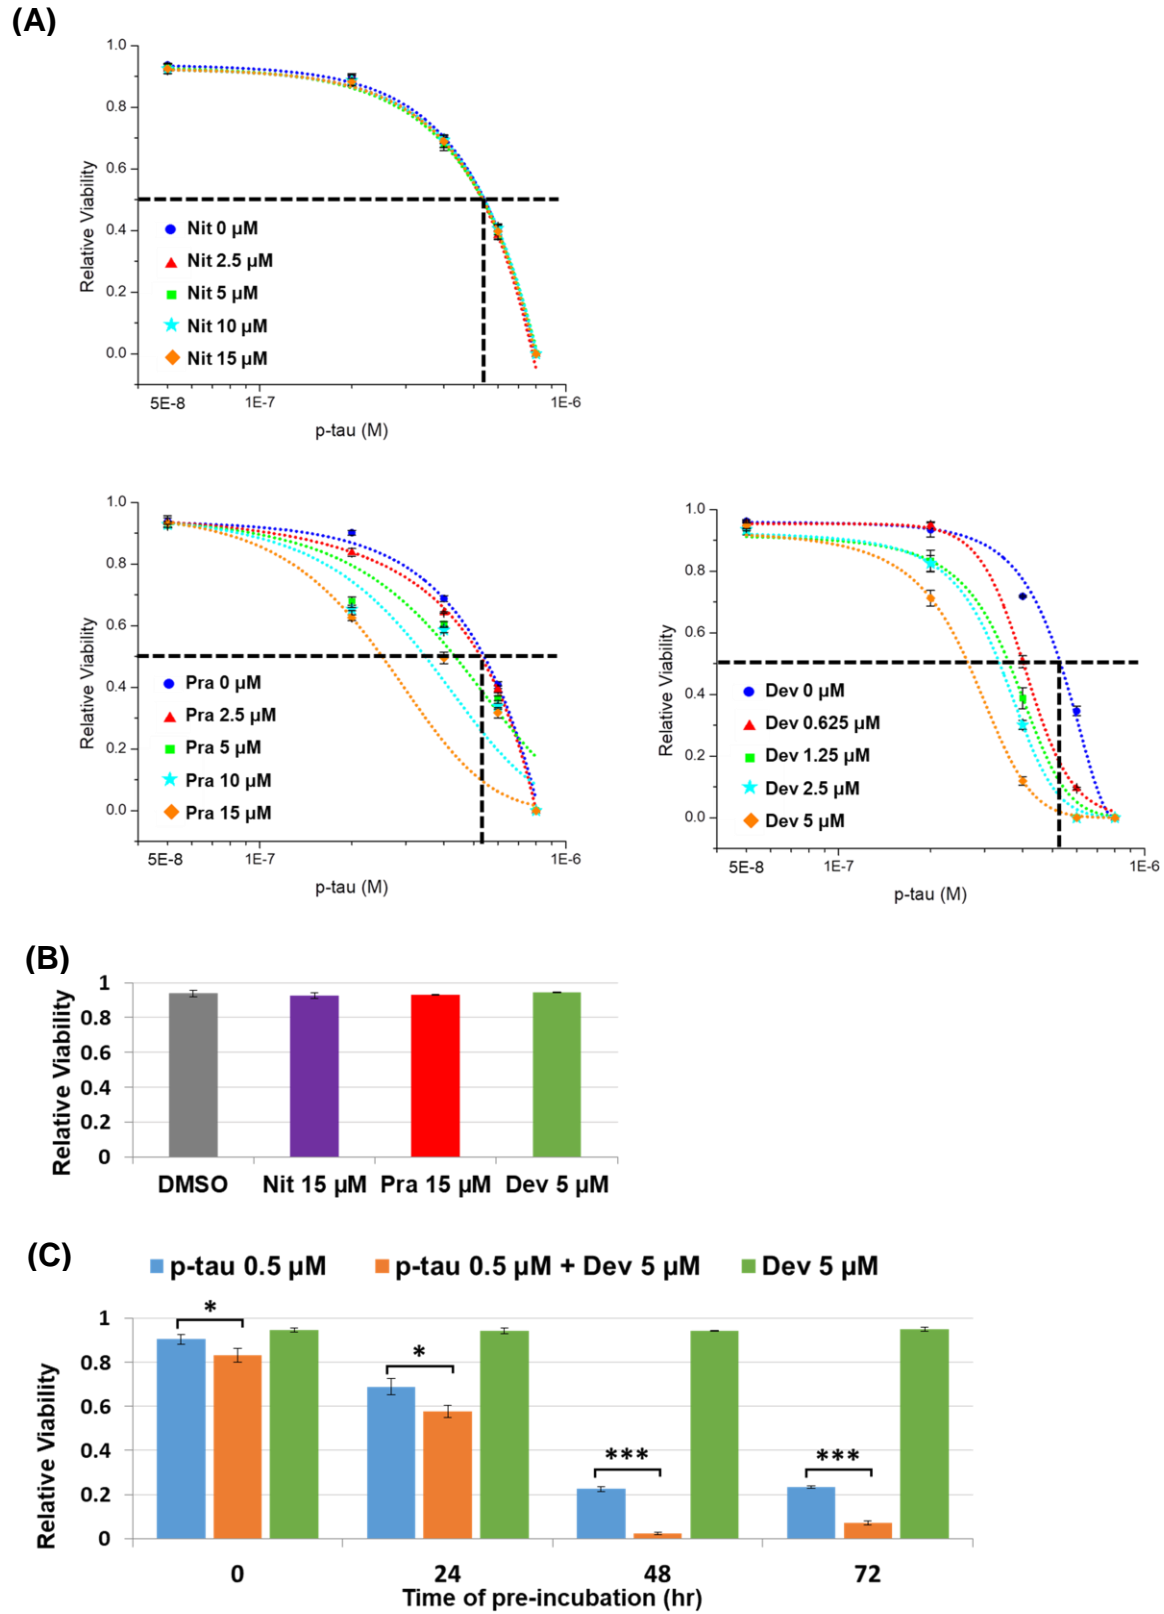 (A)
1.0
0.8
0.6
0.4
0.2
0.0
Relative Viability
Nit 0 µM
Nit 2.5 µM
Nit 5 µM
Nit 10 µM
Nit 15 µM
5E-8 1E-7 1E-6
p-tau (M)
1.0
0.8
0.6
0.4
0.2
0.0
Relative Viability
Pra 0 µM
Pra 2.5 µM
Pra 5 µM
Pra 10 µM
Pra 15 µM
5E-8 1E-7 1E-6
p-tau (M)
1.0
0.8
0.6
0.4
0.2
0.0
Relative Viability
Dev 0 µM
Dev 0.625 µM
Dev 1.25 µM
Dev 2.5 µM
Dev 5 µM
5E-8 1E-7 1E-6
p-tau (M)
(B)
1
0.8
0.6
0.4
0.2
0
Relative Viability
DMSO Nit 15 µM Pra 15 µM Dev 5 µM
(C)
p-tau 0.5 µM p-tau 0.5 µM + Dev 5 µM Dev 5 µM
1
0.8
0.6
0.4
0.2
0
Relative Viability
*
*
***
***
0 24 48 72
Time of pre-incubation (hr)